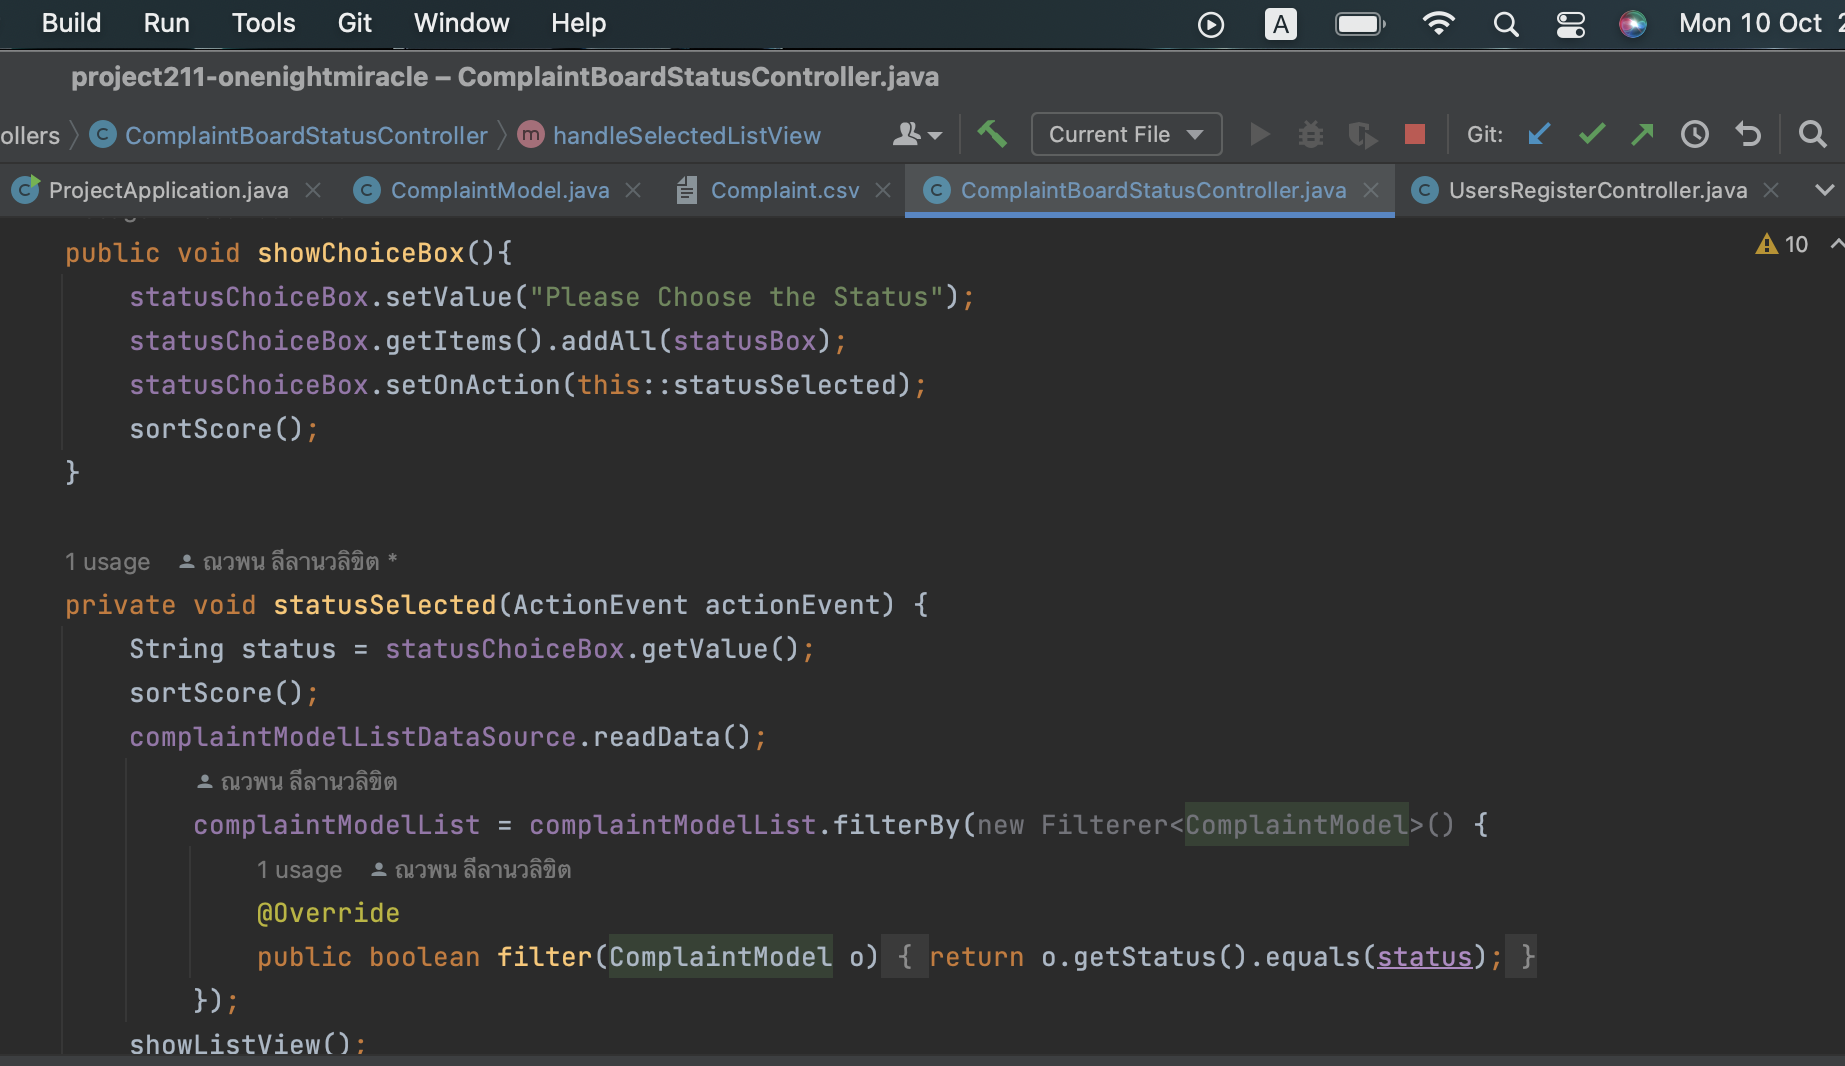 Build Run Tools Git Window Help A Mon 10 Oct
project211-onenightmiracle – ComplaintBoardStatusController.java
ollers ComplaintBoardStatusController handleSelectedListView Current File Git:
ProjectApplication.java ComplaintModel.java Complaint.csv ComplaintBoardStatusController.java UsersRegisterController.java
10
public void showChoiceBox(){
statusChoiceBox.setValue("Please Choose the Status");
statusChoiceBox.getItems().addAll(statusBox);
statusChoiceBox.setOnAction(this::statusSelected);
sortScore();
}
1 usage ณวพน ลีลานวลิขิต *
private void statusSelected(ActionEvent actionEvent) {
String status = statusChoiceBox.getValue();
sortScore();
complaintModelListDataSource.readData();
ณวพน ลีลานวลิขิต
complaintModelList = complaintModelList.filterBy(new Filterer<ComplaintModel>() {
1 usage ณวพน ลีลานวลิขิต
@Override
public boolean filter(ComplaintModel o) { return o.getStatus().equals(status); }
});
showListView();